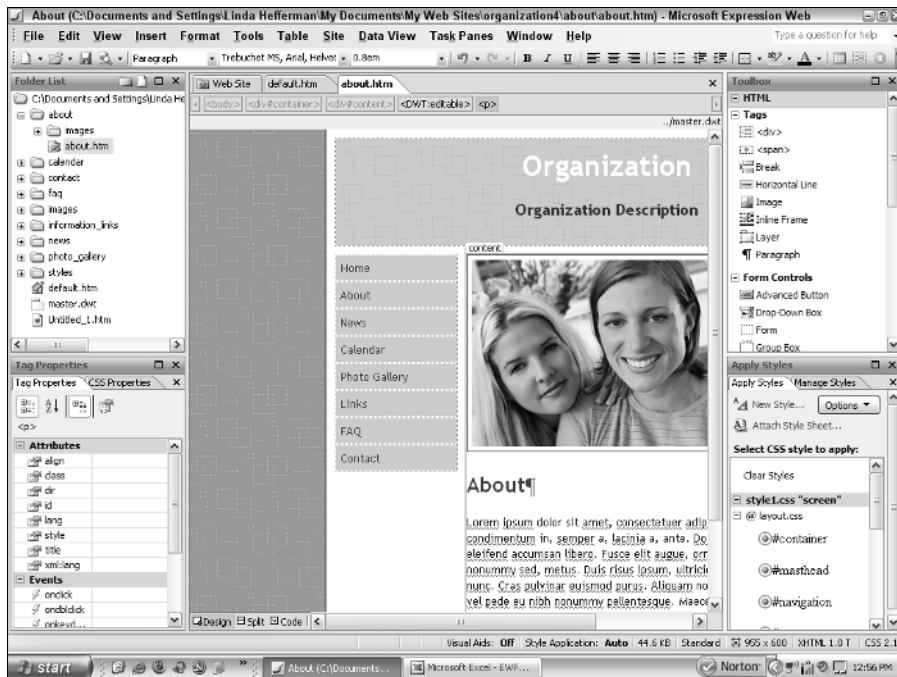 About (C:\Documents and Settings\Linda Hefferman\My Documents\My Web Sites\organization4\about\about.htm) - Microsoft Expression Web
File Edit View Insert Format Tools Table Site Data View Task Panes Window Help
Type a question for help
Paragraph
Trebuchet MS, Arial, Helvet
0.8em
B I U
A
Folder List
C:\Documents and Settings\Linda He
about
images
about.htm
calendar
contact
faq
images
information_links
news
photo_gallery
styles
default.htm
master.dwt
Untitled_1.htm
Tag Properties
Tag Properties CSS Properties
<p>
Attributes
align
class
dir
id
lang
style
title
xml:lang
Events
onclick
ondblclick
onkeyd...
Web Site default.htm about.htm
<body> <div#container> <div#content> <DWT:editable> <p>
.../master.dwt
Organization
Organization Description
content
Home
About
News
Calendar
Photo Gallery
Links
FAQ
Contact
About¶
Lorem ipsum dolor sit amet, consectetuer adip
condimentum in, semper a, lacinia a, ante. Do
eleifend accumsan libero. Fusce elit augue, orr
nonummy sed, metus. Duis risus ipsum, ultricie
nunc. Cras pulvinar euismod purus. Aliquam no
vel pede eu nibh nonummy pellentesque. Maece
Design Split Code
Toolbox
HTML
Tags
<div>
<span>
Break
Horizontal Line
Image
Inline Frame
Layer
Paragraph
Form Controls
Advanced Button
Drop-Down Box
Form
Group Box
Apply Styles
Apply Styles Manage Styles
New Style... Options
Attach Style Sheet...
Select CSS style to apply:
Clear Styles
style1.css "screen"
@ layout.css
#container
#masthead
#navigation
Visual Aids: Off Style Application: Auto 44.6 KB Standard 955 x 600 XHTML 1.0 T CSS 2.1
start
About (C:\Documents...
Microsoft Excel - EWF...
Norton
12:56 PM